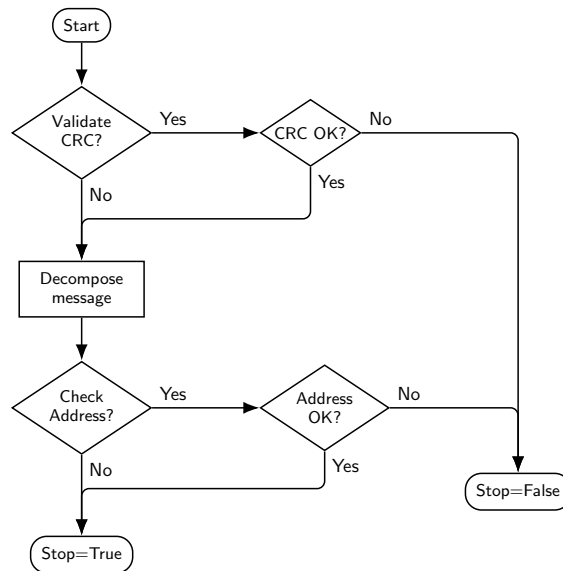 Start
Validate
CRC?
Yes
CRC OK?
No
No
Yes
Decompose
message
Check
Address?
Yes
Address
OK?
No
No
Yes
Stop=False
Stop=True